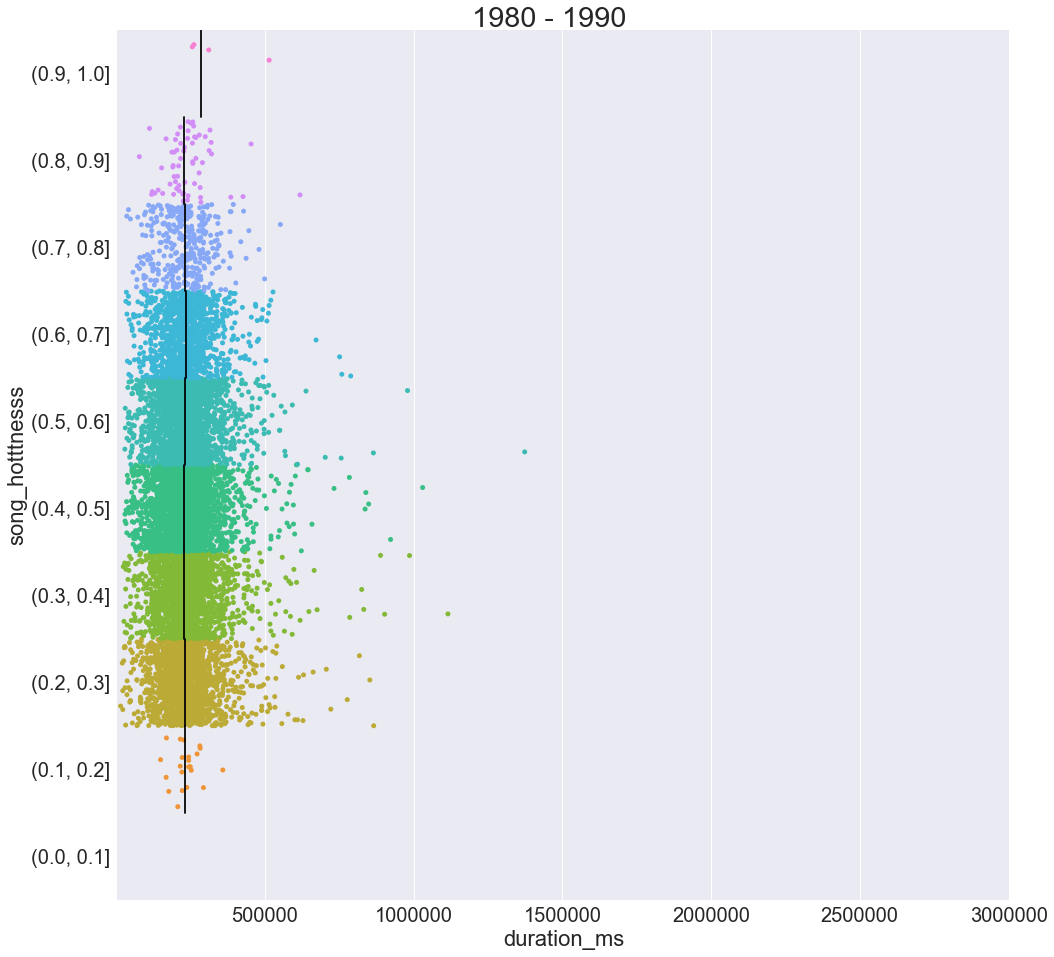 1980 - 1990
song_hotttnesss
(0.9, 1.0]
(0.8, 0.9]
(0.7, 0.8]
(0.6, 0.7]
(0.5, 0.6]
(0.4, 0.5]
(0.3, 0.4]
(0.2, 0.3]
(0.1, 0.2]
(0.0, 0.1]
500000 1000000 1500000 2000000 2500000 3000000
duration_ms